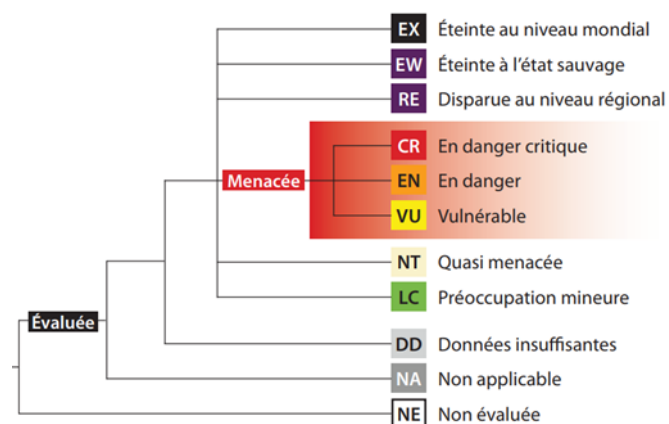 EX Éteinte au niveau mondial
EW Éteinte à l'état sauvage
RE Disparue au niveau régional
CR En danger critique
Menacée EN En danger
VU Vulnérable
NT Quasi menacée
LC Préoccupation mineure
Évaluée
DD Données insuffisantes
NA Non applicable
NE Non évaluée